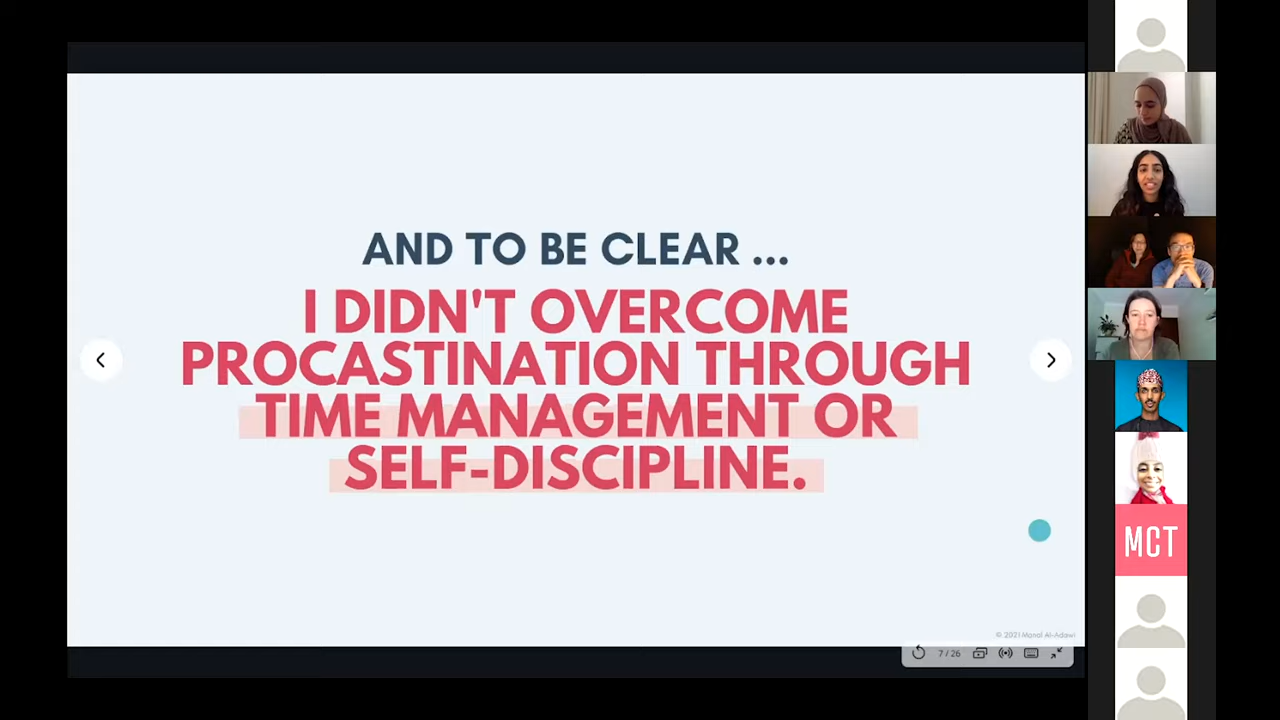 AND TO BE CLEAR ...
I DIDN'T OVERCOME
PROCASTINATION THROUGH
TIME MANAGEMENT OR
SELF-DISCIPLINE.
MCT
© 2021 Manal Al-Adawi
7 / 26